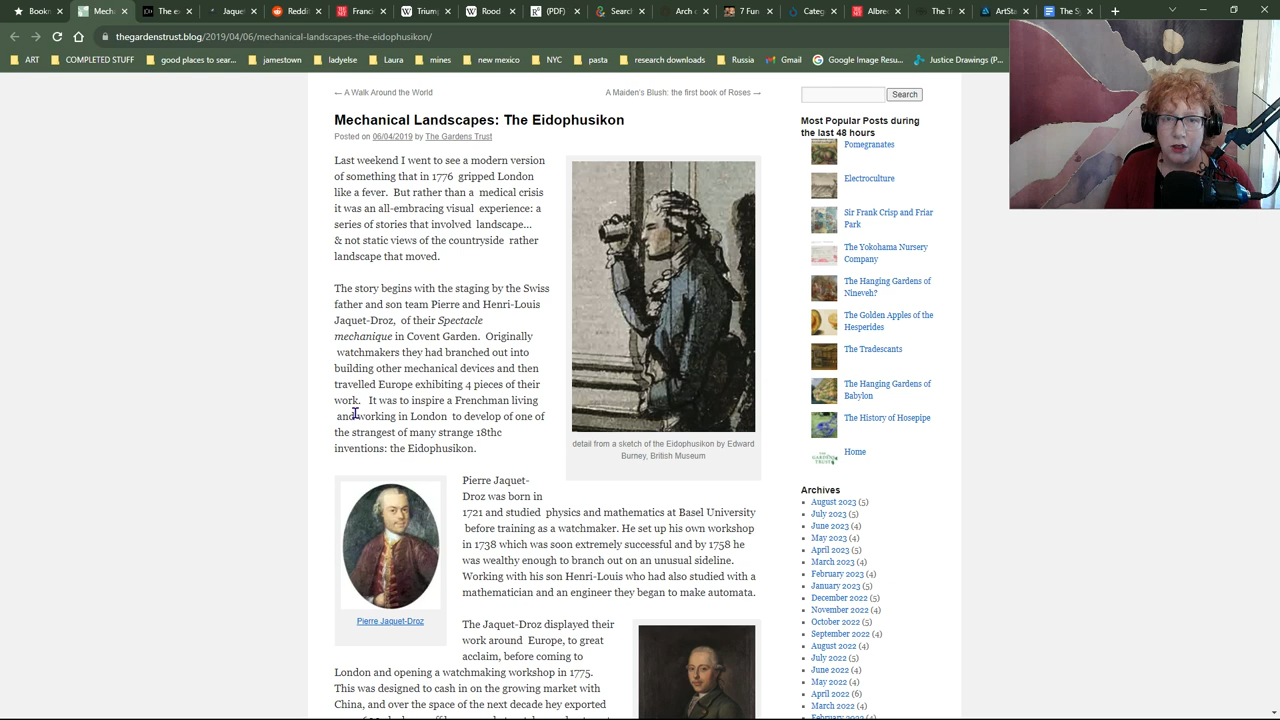 Reddi
thegardenstrust.blog/2019/04/06/mechanical-landscapes-the-eidophusikon/
ART
COMPLETED STUFF
good places to scar...
jamestown
ladyelse
Laura
mines
new mexico
NYC
pasta
research downloads
Russia
Gmail
Google Image Resu...
Justice Drawings (P...
← A Walk Around the World
A Maiden's Blush: the first book of Roses →
Mechanical Landscapes: The Eidophusikon
Posted on 06/04/2019 by The Gardens Trust
Last weekend I went to see a modern version
of something that in 1776 gripped London
like a fever. But rather than a medical crisis
it was an all-embracing visual experience: a
series of stories that involved landscape...
& not static views of the countryside rather
landscape that moved.
The story begins with the staging by the Swiss
father and son team Pierre and Henri-Louis
Jaquet-Droz, of their Spectacle
mechanique in Covent Garden. Originally
watchmakers they had branched out into
building other mechanical devices and then
travelled Europe exhibiting 4 pieces of their
work. It was to inspire a Frenchman living
and working in London to develop of one of
the strangest of many strange 18thc
inventions: the Eidophusikon.
detail from a sketch of the Eidophusikon by Edward
Burney, British Museum
Pierre Jaquet-
Droz was born in
1721 and studied physics and mathematics at Basel University
before training as a watchmaker. He set up his own workshop
in 1738 which was soon extremely successful and by 1758 he
was wealthy enough to branch out on an unusual sideline.
Working with his son Henri-Louis who had also studied with a
mathematician and an engineer they began to make automata.
Pierre Jaquet-Droz
The Jaquet-Droz displayed their
work around Europe, to great
acclaim, before coming to
London and opening a watchmaking workshop in 1775.
This was designed to cash in on the growing market with
China, and over the space of the next decade hey exported
Search
Most Popular Posts during
the last 48 hours
Pomegranates
Electroculture
Sir Frank Crisp and Friar
Park
The Yokohama Nursery
Company
The Hanging Gardens of
Nineveh?
The Golden Apples of the
Hesperides
The Tradescants
The Hanging Gardens of
Babylon
The History of Hosepipe
THE GARDENS TRUST
Home
Archives
August 2023 (5)
July 2023 (5)
June 2023 (4)
May 2023 (4)
April 2023 (5)
March 2023 (4)
February 2023 (4)
January 2023 (5)
December 2022 (5)
November 2022 (4)
October 2022 (5)
September 2022 (4)
August 2022 (4)
July 2022 (5)
June 2022 (4)
May 2022 (4)
April 2022 (6)
March 2022 (4)
February 2022 (4)